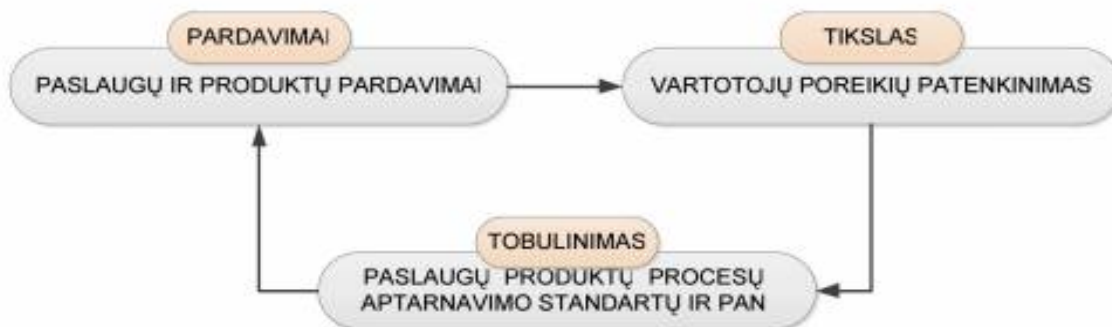 PARDAVIMAI
PASLAUGŲ IR PRODUKTŲ PARDAVIMAI
TIKSLAS
VARTOTOJŲ POREIKIŲ PATENKINIMAS
TOBULINIMAS
PASLAUGŲ PRODUKTŲ PROCESŲ
APTARNAVIMO STANDARTŲ IR PAN